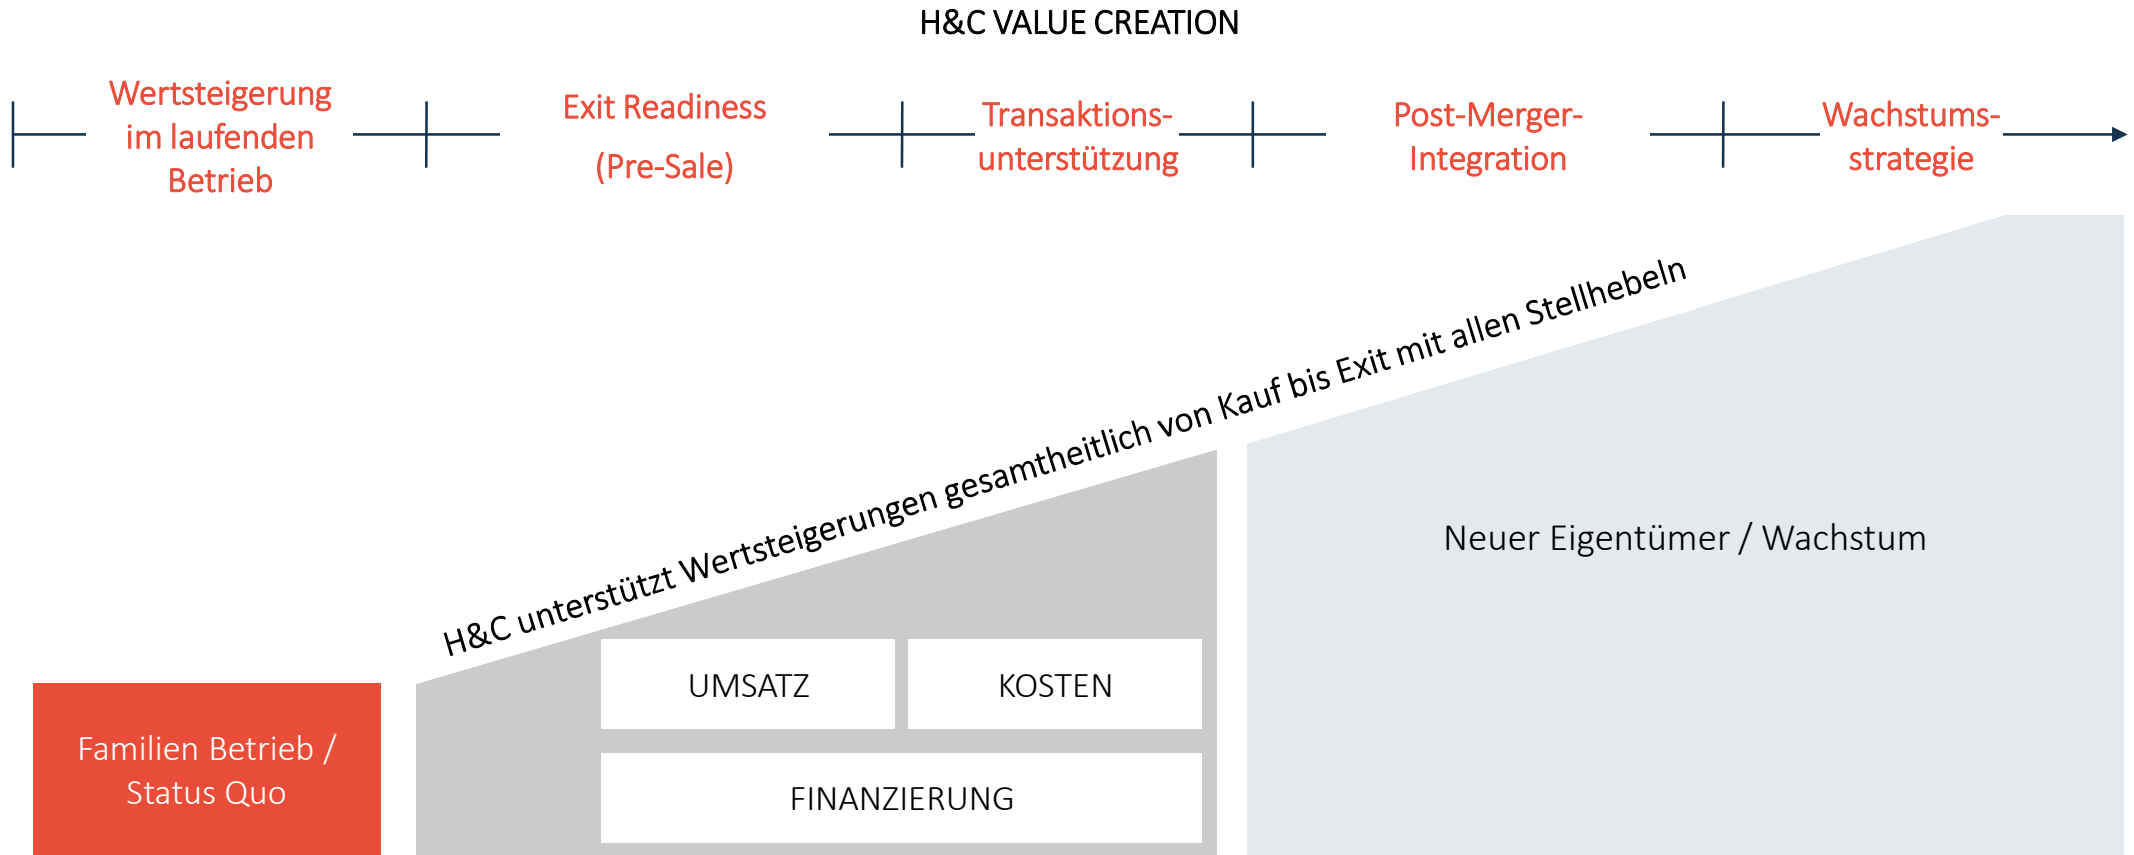 H&C VALUE CREATION
Wertsteigerung
im laufenden
Betrieb
Exit Readiness
(Pre-Sale)
Transaktions-
unterstützung
Post-Merger-
Integration
Wachstums-
strategie
H&C unterstützt Wertsteigerungen gesamtheitlich von Kauf bis Exit mit allen Stellhebeln
Neuer Eigentümer / Wachstum
UMSATZ
KOSTEN
Familien Betrieb /
Status Quo
FINANZIERUNG